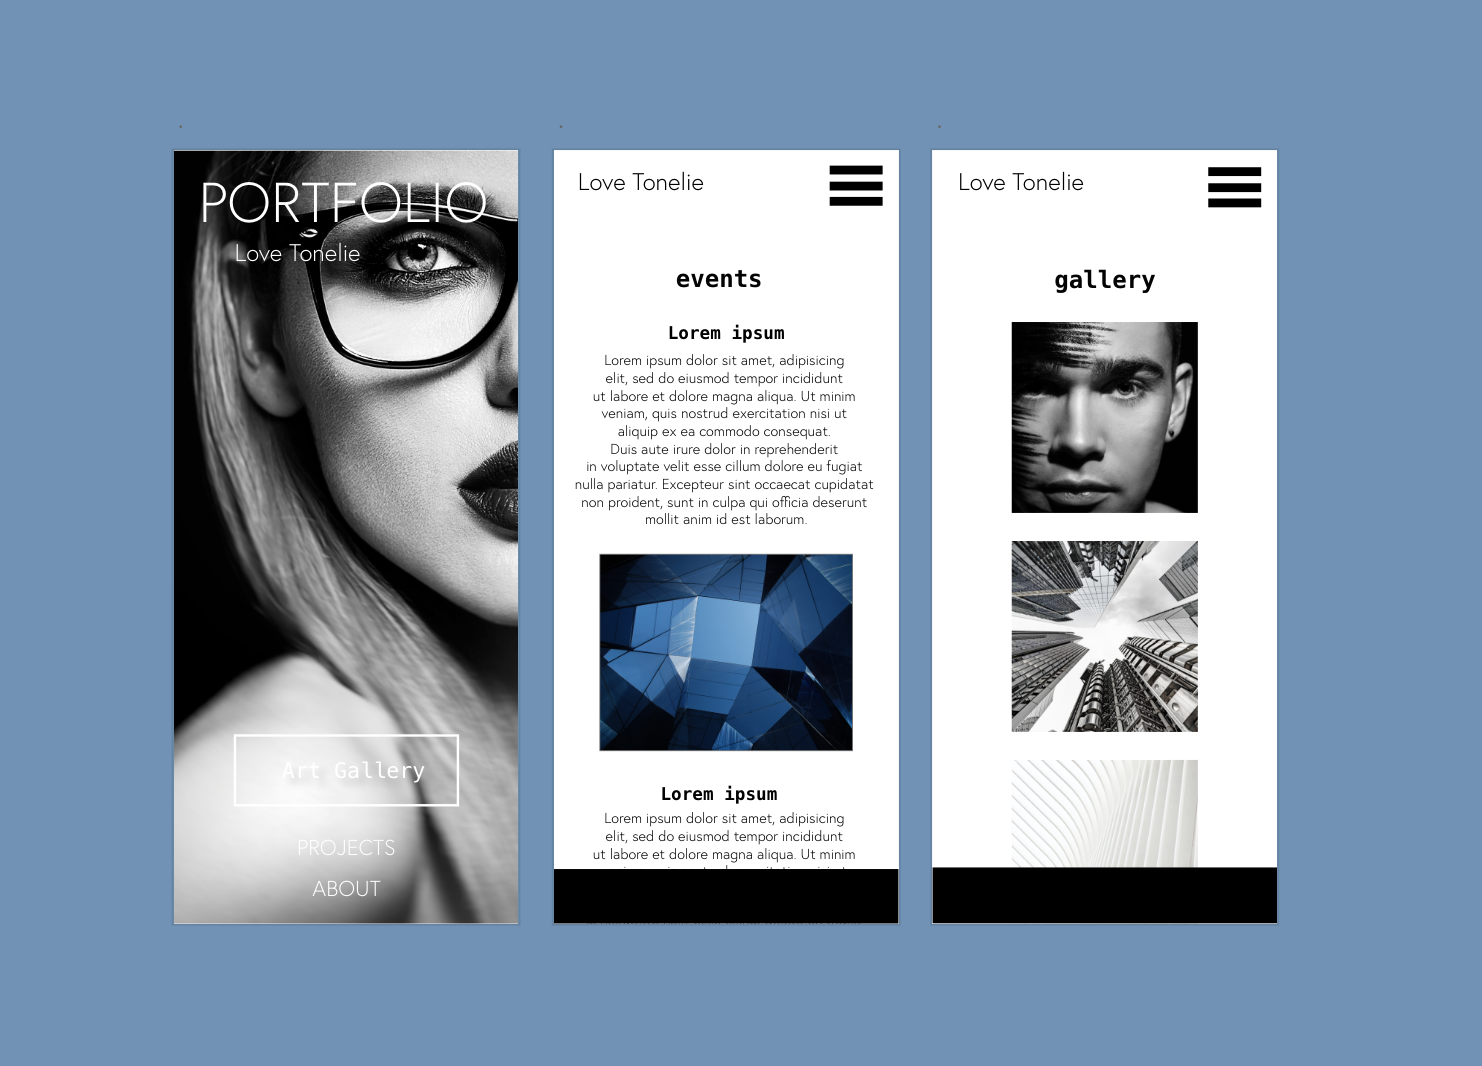 PORTFOLIO
Love Tonelie
Art Gallery
PROJECTS
ABOUT
Love Tonelie
events
Lorem ipsum
Lorem ipsum dolor sit amet, adipisicing
elit, sed do eiusmod tempor incididunt
ut labore et dolore magna aliqua. Ut minim
veniam, quis nostrud exercitation nisi ut
aliquip ex ea commodo consequat.
Duis aute irure dolor in reprehenderit
in voluptate velit esse cillum dolore eu fugiat
nulla pariatur. Excepteur sint occaecat cupidatat
non proident, sunt in culpa qui officia deserunt
mollit anim id est laborum.
Lorem ipsum
Lorem ipsum dolor sit amet, adipisicing
elit, sed do eiusmod tempor incididunt
ut labore et dolore magna aliqua. Ut minim
Love Tonelie
gallery